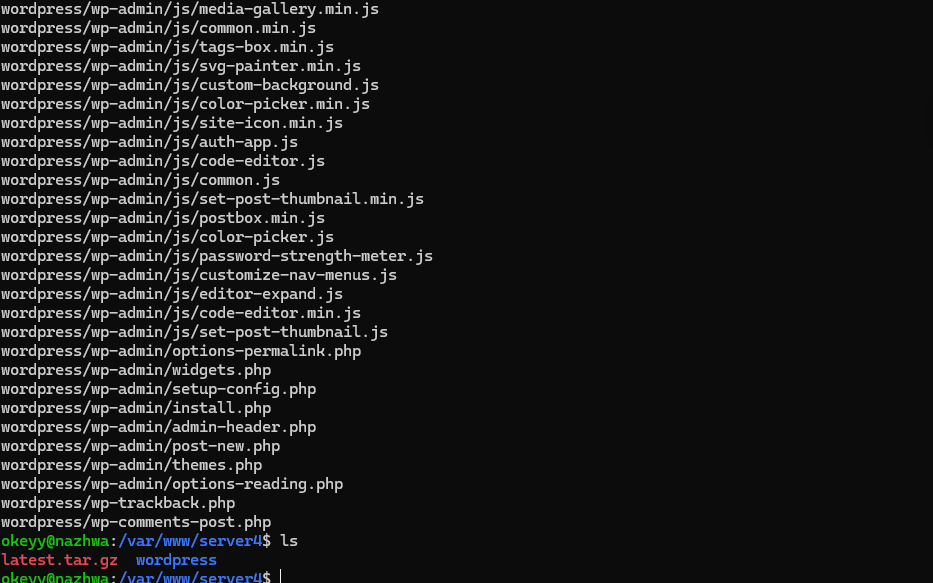 wordpress/wp-admin/js/media-gallery.min.js
wordpress/wp-admin/js/common.min.js
wordpress/wp-admin/js/tags-box.min.js
wordpress/wp-admin/js/svg-painter.min.js
wordpress/wp-admin/js/custom-background.js
wordpress/wp-admin/js/color-picker.min.js
wordpress/wp-admin/js/site-icon.min.js
wordpress/wp-admin/js/auth-app.js
wordpress/wp-admin/js/code-editor.js
wordpress/wp-admin/js/common.js
wordpress/wp-admin/js/set-post-thumbnail.min.js
wordpress/wp-admin/js/postbox.min.js
wordpress/wp-admin/js/color-picker.js
wordpress/wp-admin/js/password-strength-meter.js
wordpress/wp-admin/js/customize-nav-menus.js
wordpress/wp-admin/js/editor-expand.js
wordpress/wp-admin/js/code-editor.min.js
wordpress/wp-admin/js/set-post-thumbnail.js
wordpress/wp-admin/options-permalink.php
wordpress/wp-admin/widgets.php
wordpress/wp-admin/setup-config.php
wordpress/wp-admin/install.php
wordpress/wp-admin/admin-header.php
wordpress/wp-admin/post-new.php
wordpress/wp-admin/themes.php
wordpress/wp-admin/options-reading.php
wordpress/wp-trackback.php
wordpress/wp-comments-post.php
okeyy@nazhwa:/var/www/server4$ ls
latest.tar.gz  wordpress
okeyy@nazhwa:/var/www/server4$